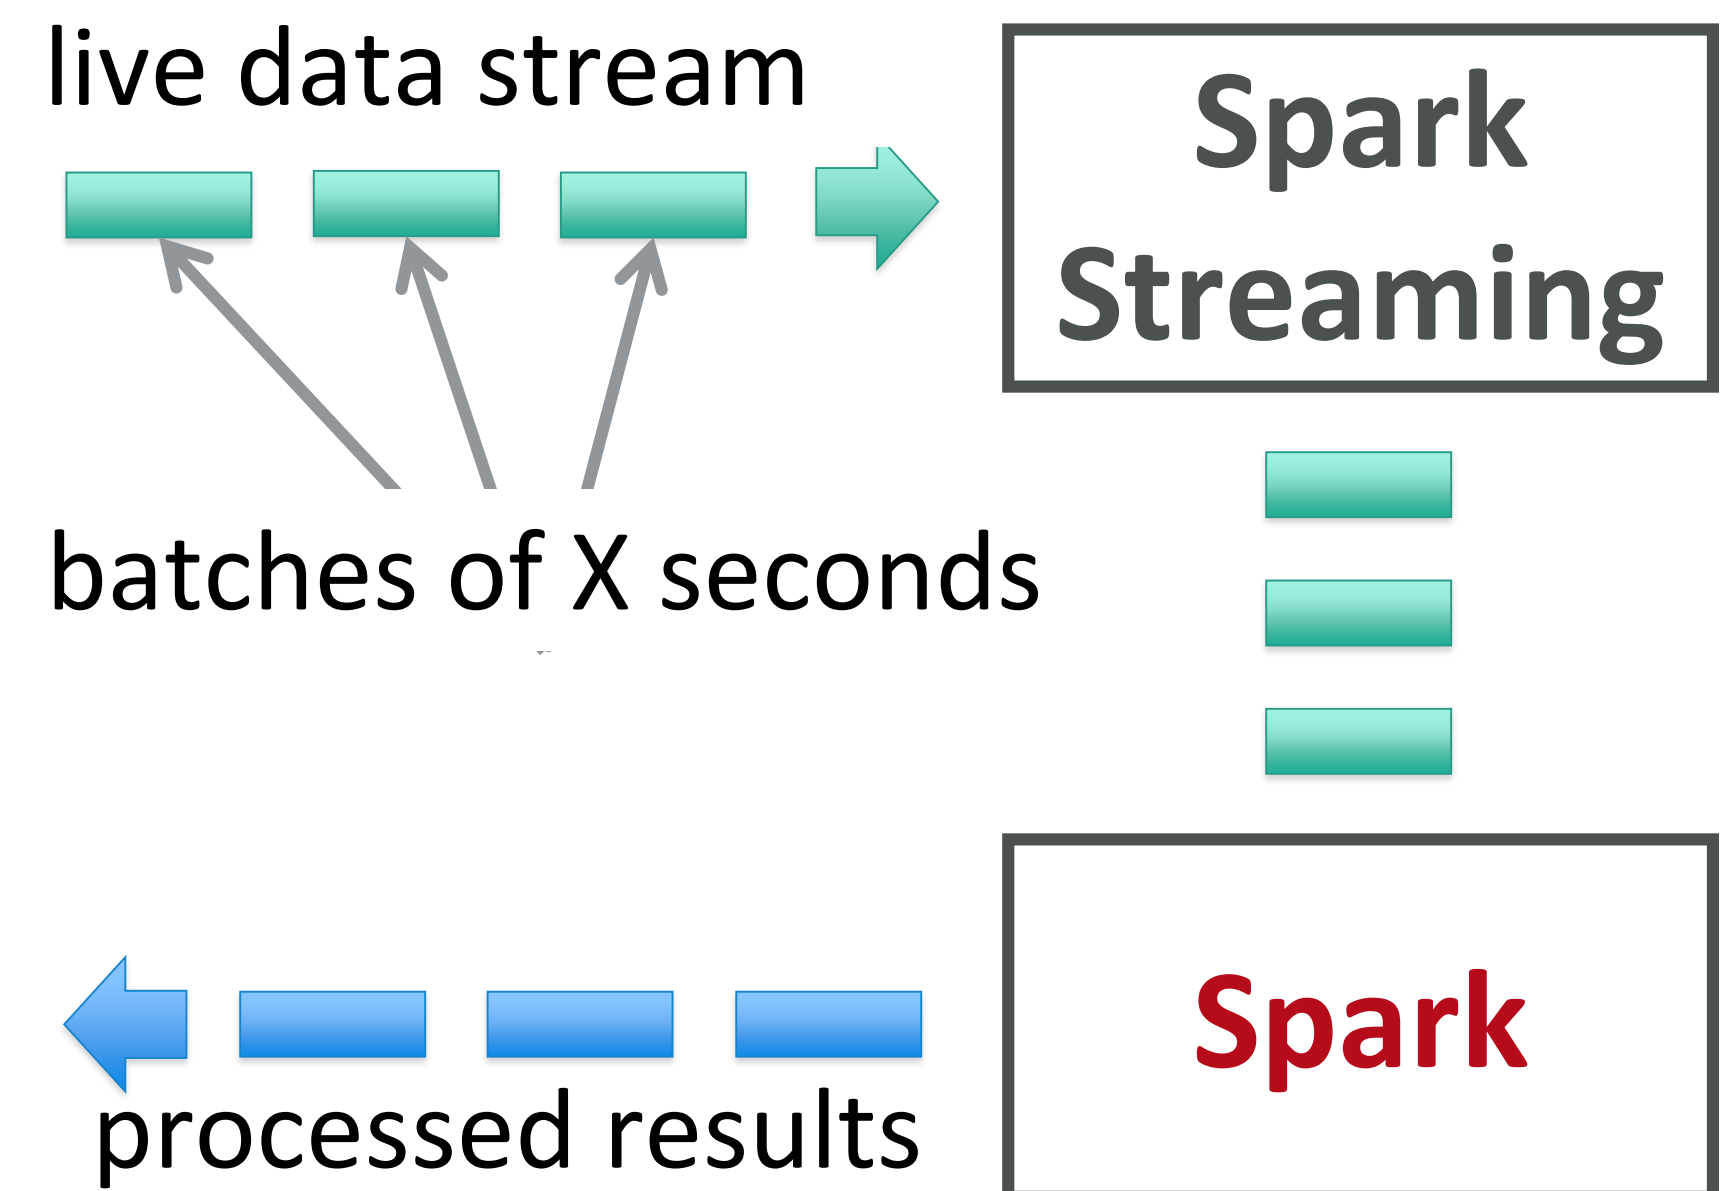 live data stream
Spark
Streaming
batches of X seconds
Spark
processed results